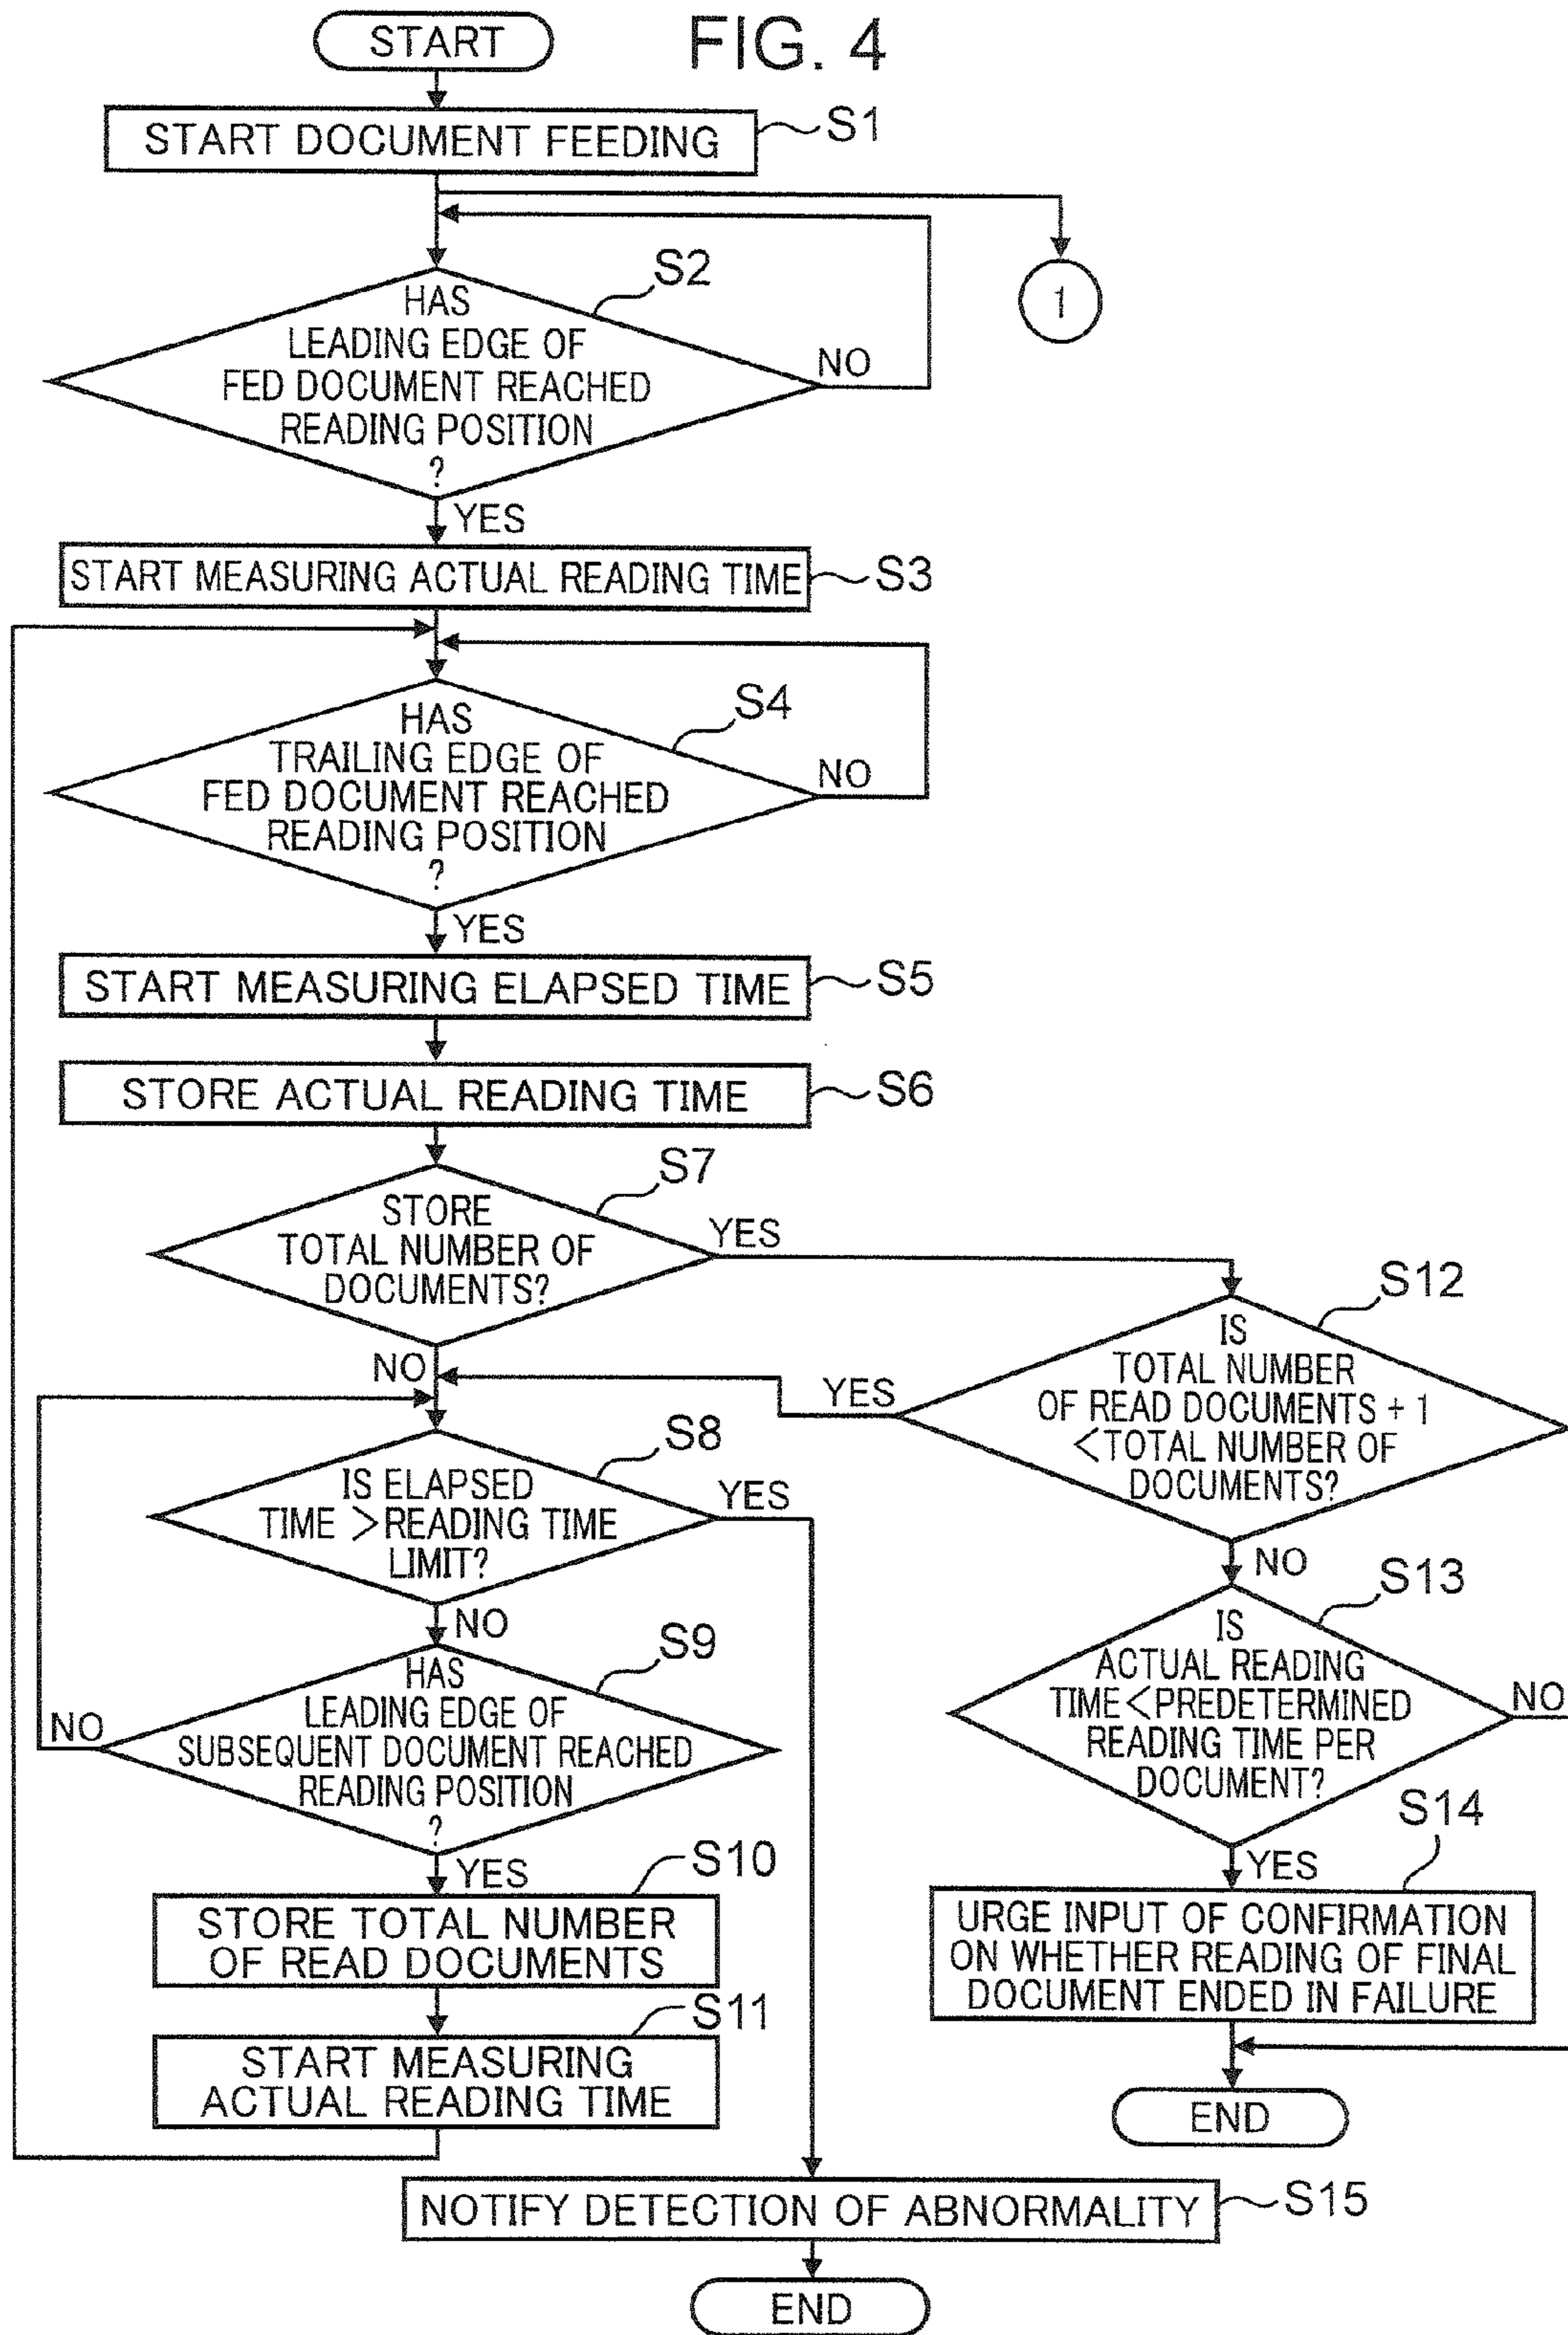 FIG. 4
START
START DOCUMENT FEEDING
S1
1
S2
HAS
LEADING EDGE OF
FED DOCUMENT REACHED
READING POSITION
?
NO
YES
START MEASURING ACTUAL READING TIME
S3
S4
HAS
TRAILING EDGE OF
FED DOCUMENT REACHED
READING POSITION
?
NO
YES
START MEASURING ELAPSED TIME
S5
STORE ACTUAL READING TIME
S6
S7
STORE
TOTAL NUMBER OF
DOCUMENTS?
YES
NO
S12
IS
TOTAL NUMBER
OF READ DOCUMENTS + 1
<TOTAL NUMBER OF
DOCUMENTS?
YES
NO
S8
IS ELAPSED
TIME >READING TIME
LIMIT?
YES
NO
S13
IS
ACTUAL READING
TIME<PREDETERMINED
READING TIME PER
DOCUMENT?
NO
YES
S9
HAS
LEADING EDGE OF
SUBSEQUENT DOCUMENT REACHED
READING POSITION
?
NO
YES
S14
URGE INPUT OF CONFIRMATION
ON WHETHER READING OF FINAL
DOCUMENT ENDED IN FAILURE
S10
STORE TOTAL NUMBER
OF READ DOCUMENTS
S11
START MEASURING
ACTUAL READING TIME
END
NOTIFY DETECTION OF ABNORMALITY
S15
END